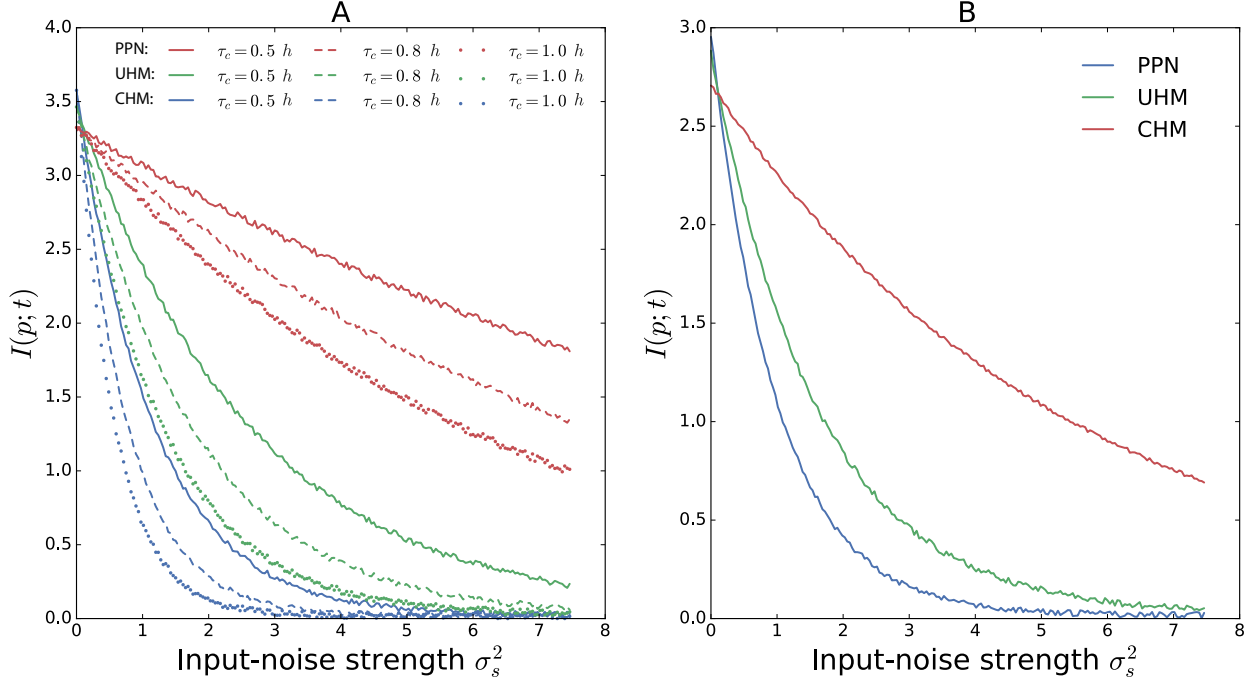 A
4.0
3.5
3.0
2.5
2.0
1.5
1.0
0.5
0.0
I(p; t)
PPN: τc = 0.5 h τc = 0.8 h τc = 1.0 h
UHM: τc = 0.5 h τc = 0.8 h τc = 1.0 h
CHM: τc = 0.5 h τc = 0.8 h τc = 1.0 h
0 1 2 3 4 5 6 7 8
Input-noise strength σ_s^2
B
3.0
2.5
2.0
1.5
1.0
0.5
0.0
I(p; t)
PPN
UHM
CHM
0 1 2 3 4 5 6 7 8
Input-noise strength σ_s^2